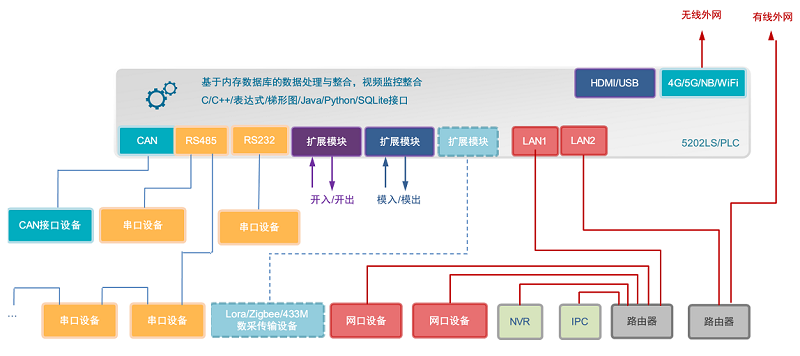 无线外网
有线外网
基于内存数据库的数据处理与整合，视频监控整合
C/C++/表达式/梯形图/Java/Python/SQLite接口
HDMI/USB
4G/5G/NB/WiFi
CAN
RS485
RS232
扩展模块
扩展模块
扩展模块
LAN1
LAN2
5202LS/PLC
开入/开出
模入/模出
CAN接口设备
串口设备
串口设备
...
串口设备
串口设备
Lora/Zigbee/433M
数采传输设备
网口设备
网口设备
NVR
IPC
路由器
路由器